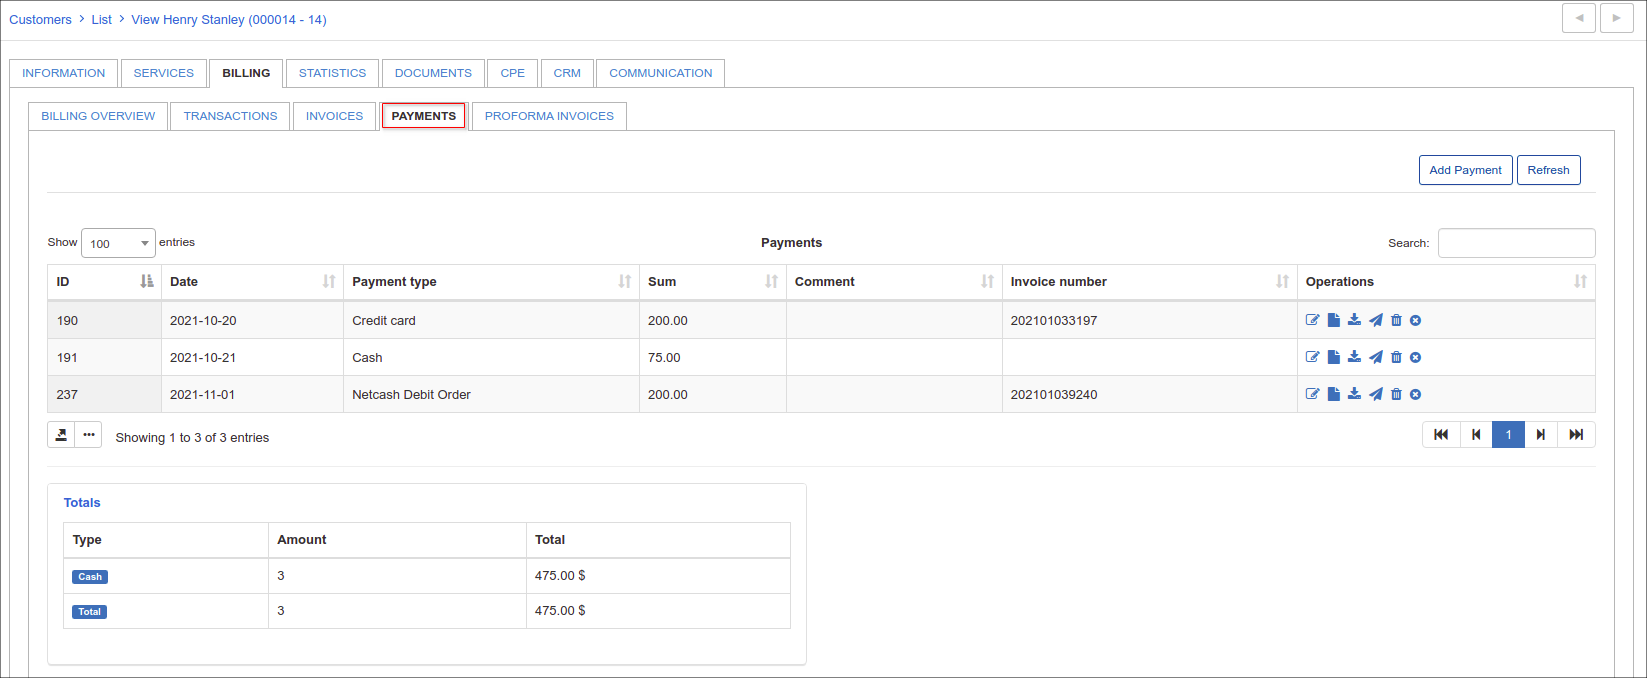 Customers > List > View Henry Stanley (000014 - 14)
INFORMATION SERVICES BILLING STATISTICS DOCUMENTS CPE CRM COMMUNICATION
BILLING OVERVIEW TRANSACTIONS INVOICES PAYMENTS PROFORMA INVOICES
Add Payment Refresh
Show 100 entries Payments Search:
ID Date Payment type Sum Comment Invoice number Operations
190 2021-10-20 Credit card 200.00 202101033197
191 2021-10-21 Cash 75.00
237 2021-11-01 Netcash Debit Order 200.00 202101039240
Showing 1 to 3 of 3 entries 1
Totals
Type Amount Total
Cash 3 475.00 $
Total 3 475.00 $